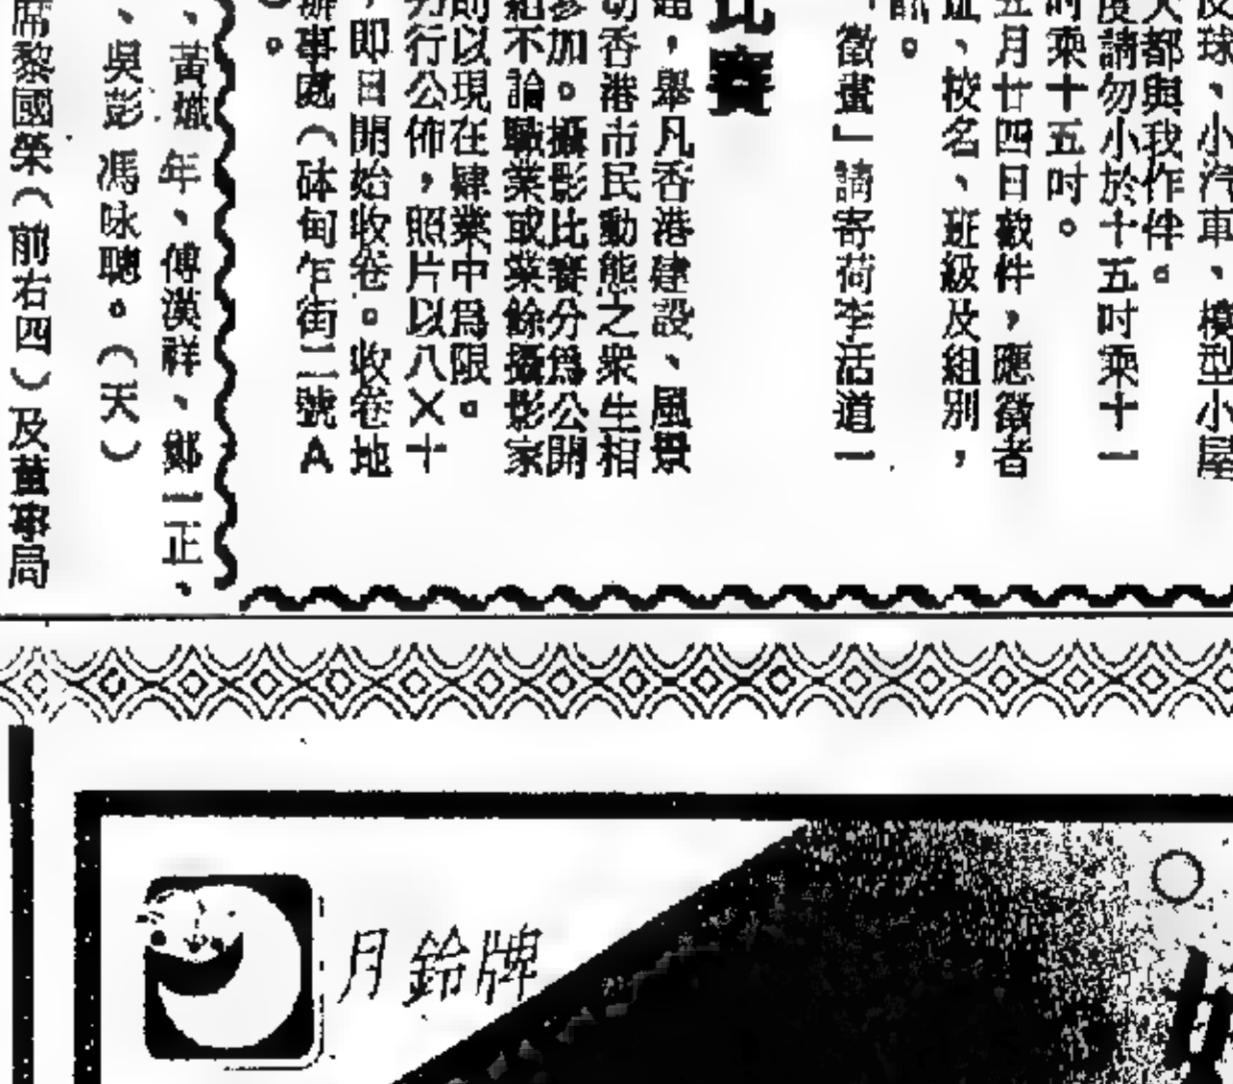 皮球、小汽車、模型小屋
大都與我作伴。
度請勿小於十五吋乘十一
吋乘十五吋。
五月廿四日截件，應徵者
址、校名、班級及組別，
訊。
「徵畫」請寄荷李活道一
比賽
題，舉凡香港建設、風景
切香港市民動態之衆生相
參加。攝影比賽分爲公開
組不論職業或業餘攝影家
則以現在肄業中爲限。
另行公佈，照片以八×十
，即日開始收卷。收卷地
辦事處（砵甸乍街二號A
。
、黃熾年、傅漢祥、鄭一正、
、吳彭馮咏聰。（天）
席黎國榮（前右四）及董事局
月鈴牌